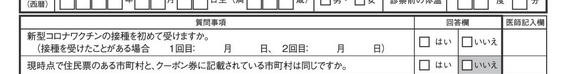 (西暦) 年 月 日生 ( 歳) 男・ 女 診察前の体温 度 分
質問事項 回答欄 医師記入欄
新型コロナワクチンの接種を初めて受けますか。
(接種を受けたことがある場合 1回目: 月 日、2回目: 月 日) はい いいえ
現時点で住民票のある市町村と、クーポン券に記載されている市町村は同じですか。 はい いいえ